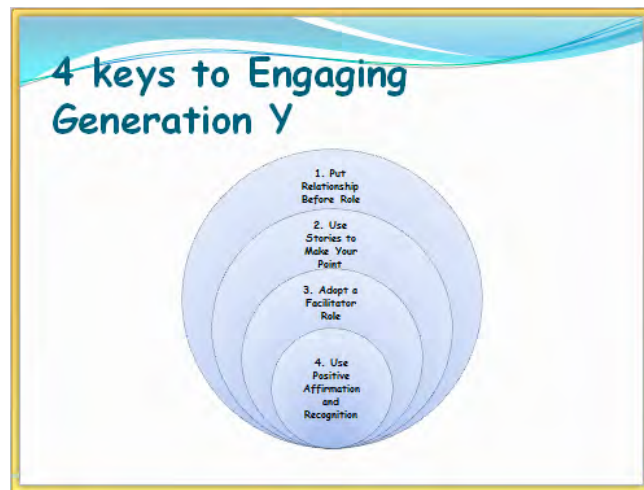 4 keys to Engaging
Generation Y
1. Put
Relationship
Before Role
2. Use
Stories to
Make Your
Point
3. Adopt a
Facilitator
Role
4. Use
Positive
Affirmation
and
Recognition